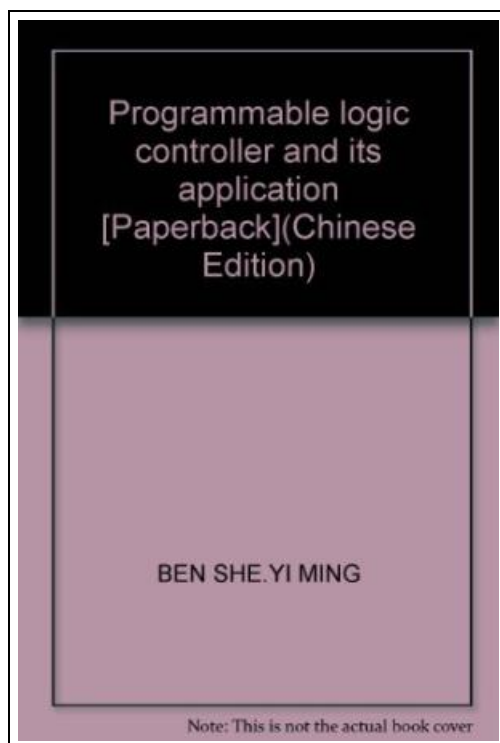 Programmable logic
controller and its
application
[Paperback](Chinese
Edition)
BEN SHE.YI MING
Note: This is not the actual book cover